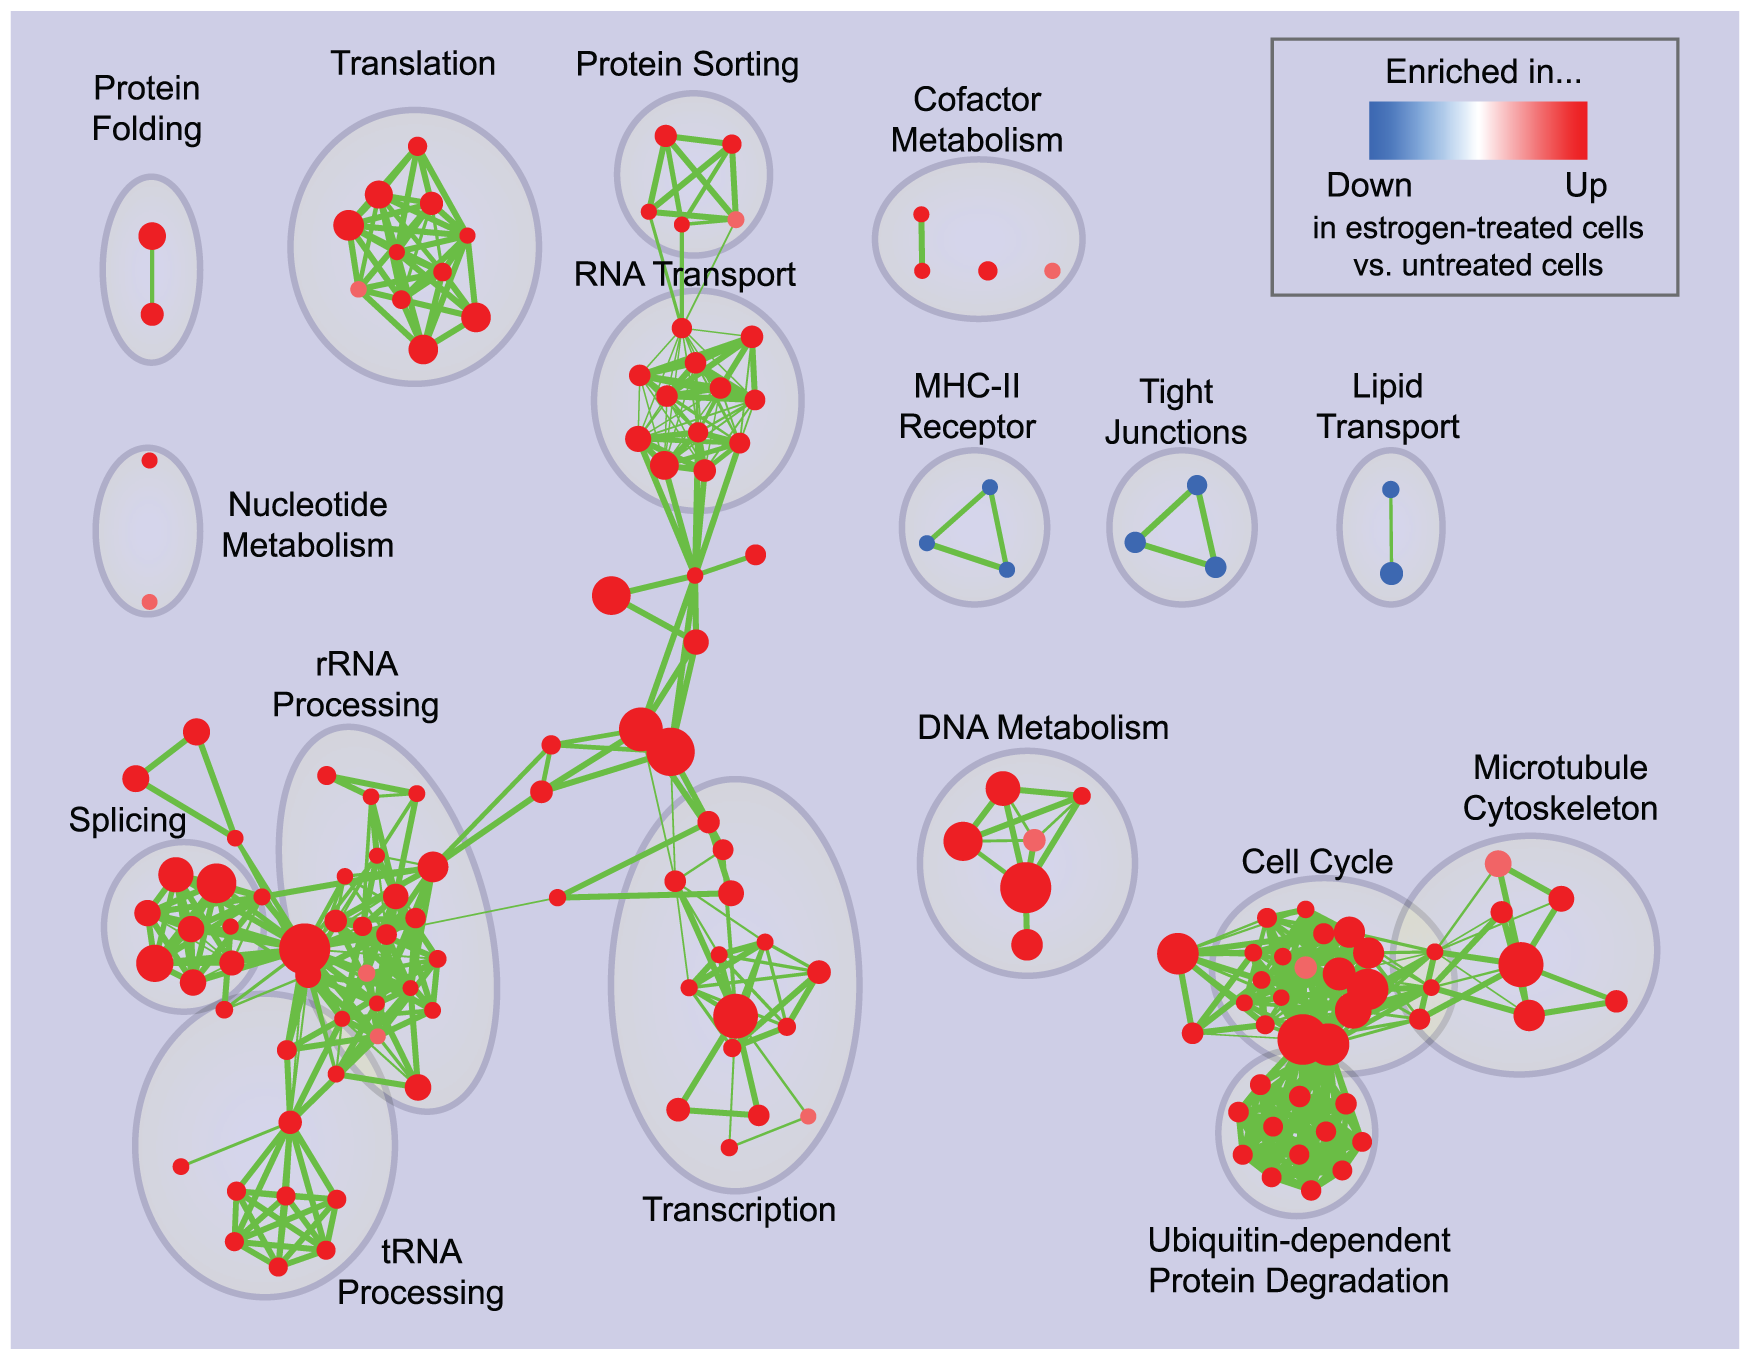 Translation
Protein Sorting
Protein
Folding
Cofactor
Metabolism
Enriched in...
Down
Up
in estrogen-treated cells
vs. untreated cells
RNA Transport
MHC-II
Receptor
Tight
Junctions
Lipid
Transport
Nucleotide
Metabolism
rRNA
Processing
DNA Metabolism
Microtubule
Cytoskeleton
Splicing
Cell Cycle
Transcription
tRNA
Processing
Ubiquitin-dependent
Protein Degradation